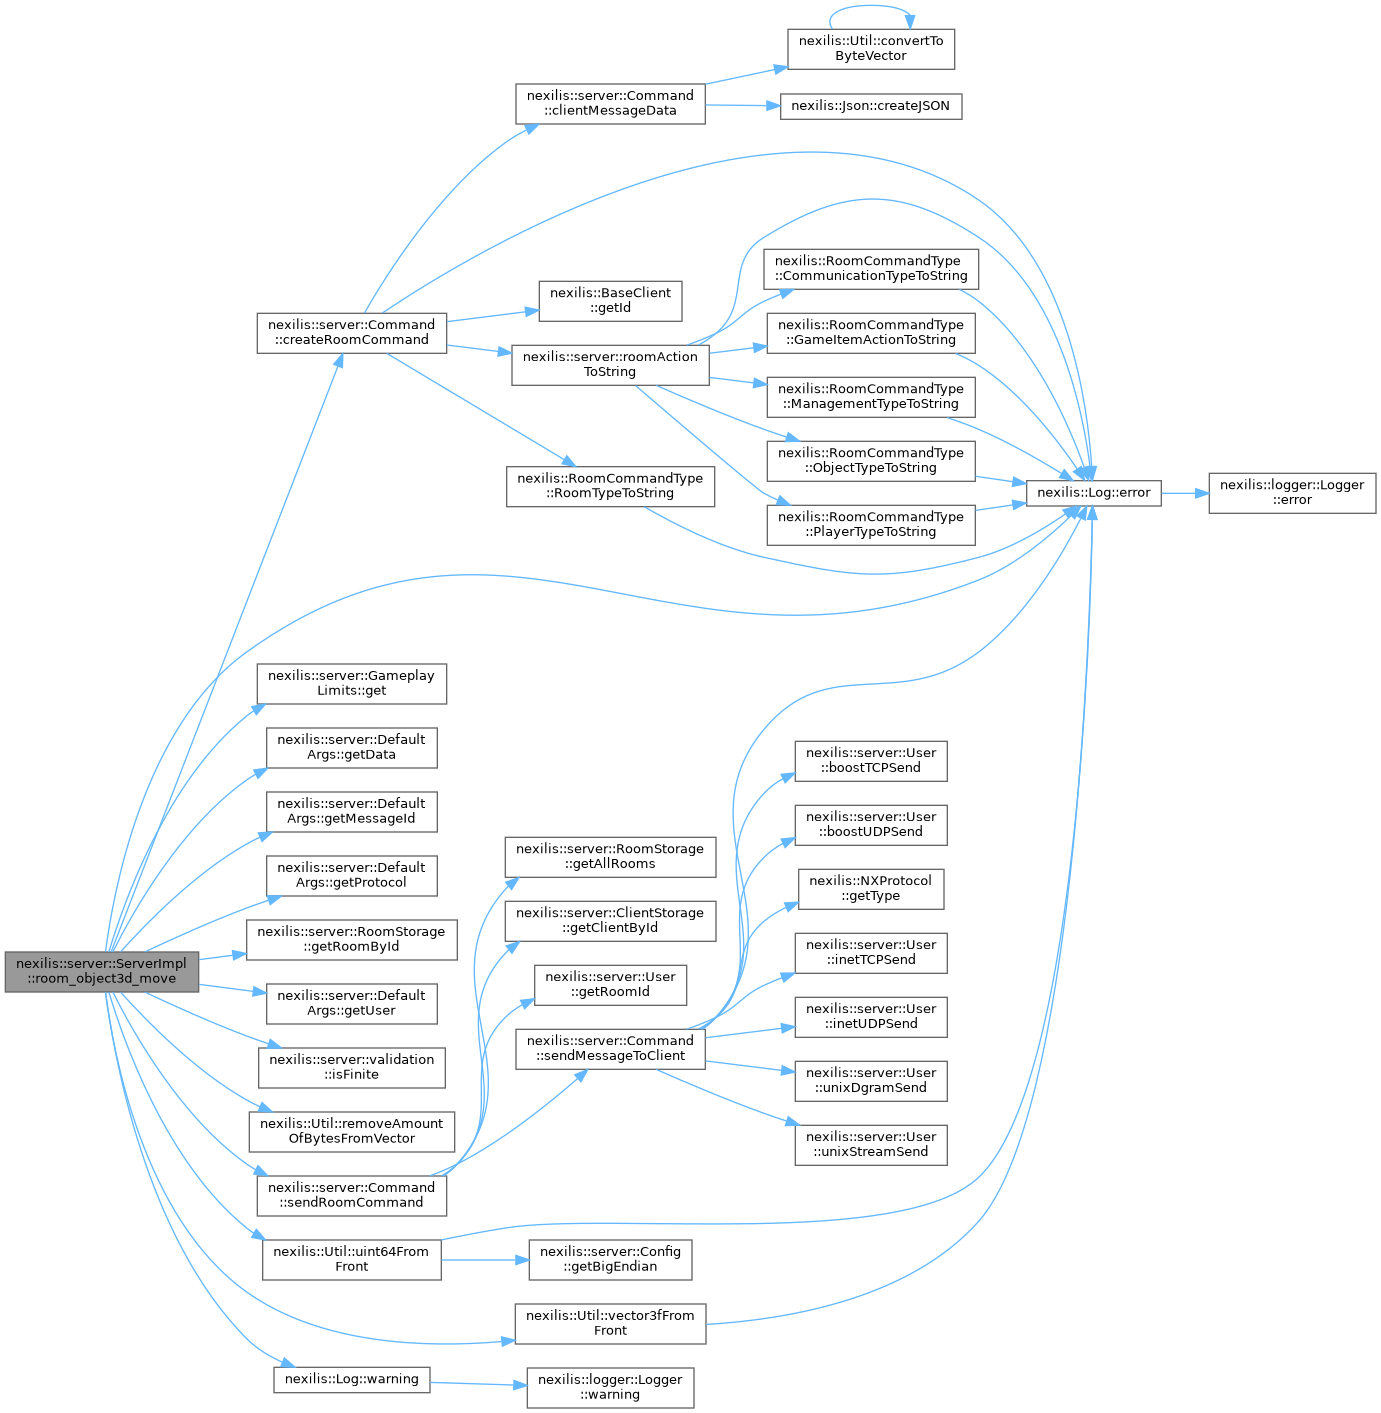 nexilis::Util::convertTo
ByteVector
nexilis::server::Command
::clientMessageData
nexilis::Json::createJSON
nexilis::RoomCommandType
::CommunicationTypeToString
nexilis::BaseClient
::getId
nexilis::server::Command
::createRoomCommand
nexilis::RoomCommandType
::GameItemActionToString
nexilis::server::roomAction
ToString
nexilis::RoomCommandType
::ManagementTypeToString
nexilis::RoomCommandType
::ObjectTypeToString
nexilis::RoomCommandType
::RoomTypeToString
nexilis::Log::error
nexilis::logger::Logger
::error
nexilis::RoomCommandType
::PlayerTypeToString
nexilis::server::Gameplay
Limits::get
nexilis::server::Default
Args::getData
nexilis::server::User
::boostTCPSend
nexilis::server::Default
Args::getMessageId
nexilis::server::User
::boostUDPSend
nexilis::server::RoomStorage
::getAllRooms
nexilis::server::Default
Args::getProtocol
nexilis::NXProtocol
::getType
nexilis::server::ClientStorage
::getClientById
nexilis::server::RoomStorage
::getRoomById
nexilis::server::User
::inetTCPSend
nexilis::server::ServerImpl
::room_object3d_move
nexilis::server::User
::getRoomId
nexilis::server::Default
Args::getUser
nexilis::server::User
::inetUDPSend
nexilis::server::Command
::sendMessageToClient
nexilis::server::validation
::isFinite
nexilis::server::User
::unixDgramSend
nexilis::Util::removeAmount
OfBytesFromVector
nexilis::server::User
::unixStreamSend
nexilis::server::Command
::sendRoomCommand
nexilis::Util::uint64From
Front
nexilis::server::Config
::getBigEndian
nexilis::Util::vector3fFrom
Front
nexilis::Log::warning
nexilis::logger::Logger
::warning